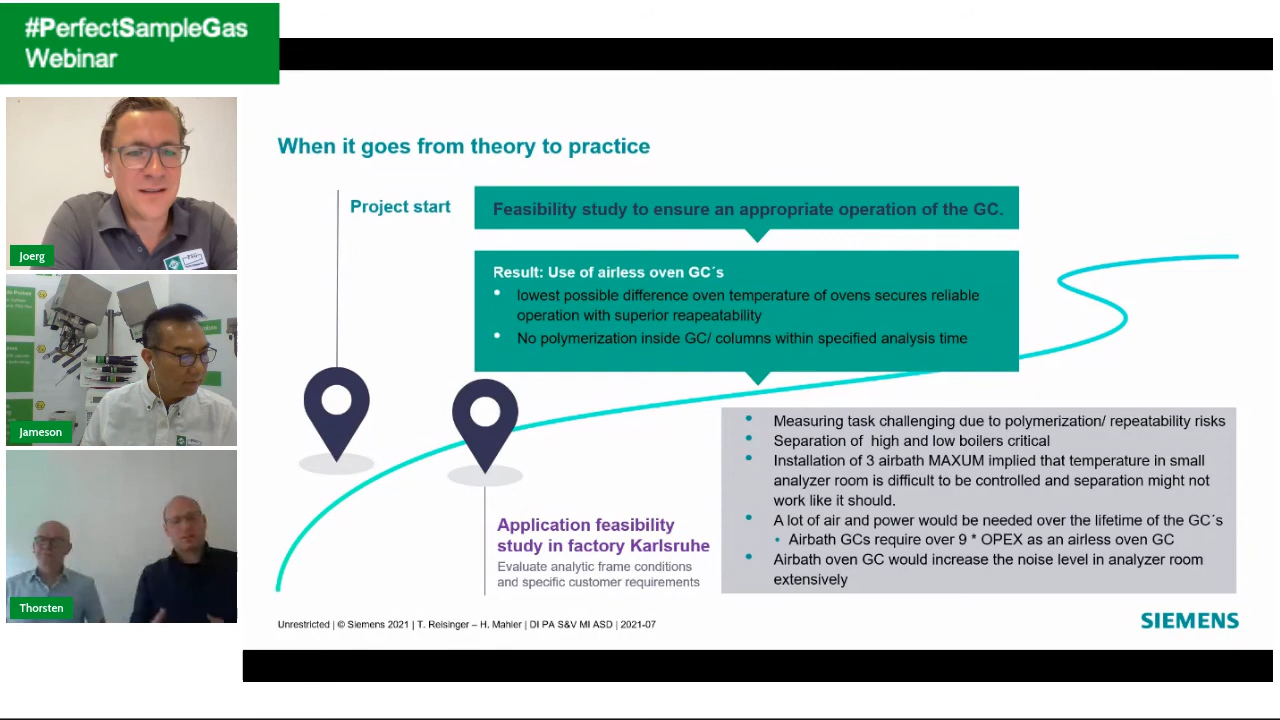 #PerfectSampleGas
Webinar
Joerg
Jameson
Thorsten
When it goes from theory to practice
Project start
Feasibility study to ensure an appropriate operation of the GC.
Result: Use of airless oven GC´s
• lowest possible difference oven temperature of ovens secures reliable
operation with superior reapeatability
• No polymerization inside GC/ columns within specified analysis time
Application feasibility
study in factory Karlsruhe
Evaluate analytic frame conditions
and specific customer requirements
• Measuring task challenging due to polymerization/ repeatability risks
• Separation of high and low boilers critical
• Installation of 3 airbath MAXUM implied that temperature in small
analyzer room is difficult to be controlled and separation might not
work like it should.
• A lot of air and power would be needed over the lifetime of the GC´s
• Airbath GCs require over 9 * OPEX as an airless oven GC
• Airbath oven GC would increase the noise level in analyzer room
extensively
Unrestricted | © Siemens 2021 | T. Reisinger – H. Mahler | DI PA S&V MI ASD | 2021-07
SIEMENS